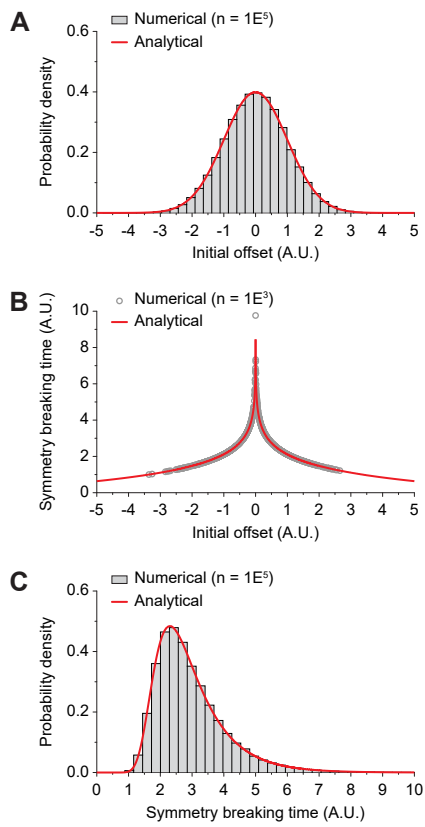 A
Numerical (n = 1E⁵)
Analytical
Probability density
0.6
0.4
0.2
0.0
-5 -4 -3 -2 -1 0 1 2 3 4 5
Initial offset (A.U.)
B
Numerical (n = 1E³)
Analytical
Symmetry breaking time (A.U.)
10
8
6
4
2
0
-5 -4 -3 -2 -1 0 1 2 3 4 5
Initial offset (A.U.)
C
Numerical (n = 1E⁵)
Analytical
Probability density
0.6
0.4
0.2
0.0
0 1 2 3 4 5 6 7 8 9 10
Symmetry breaking time (A.U.)